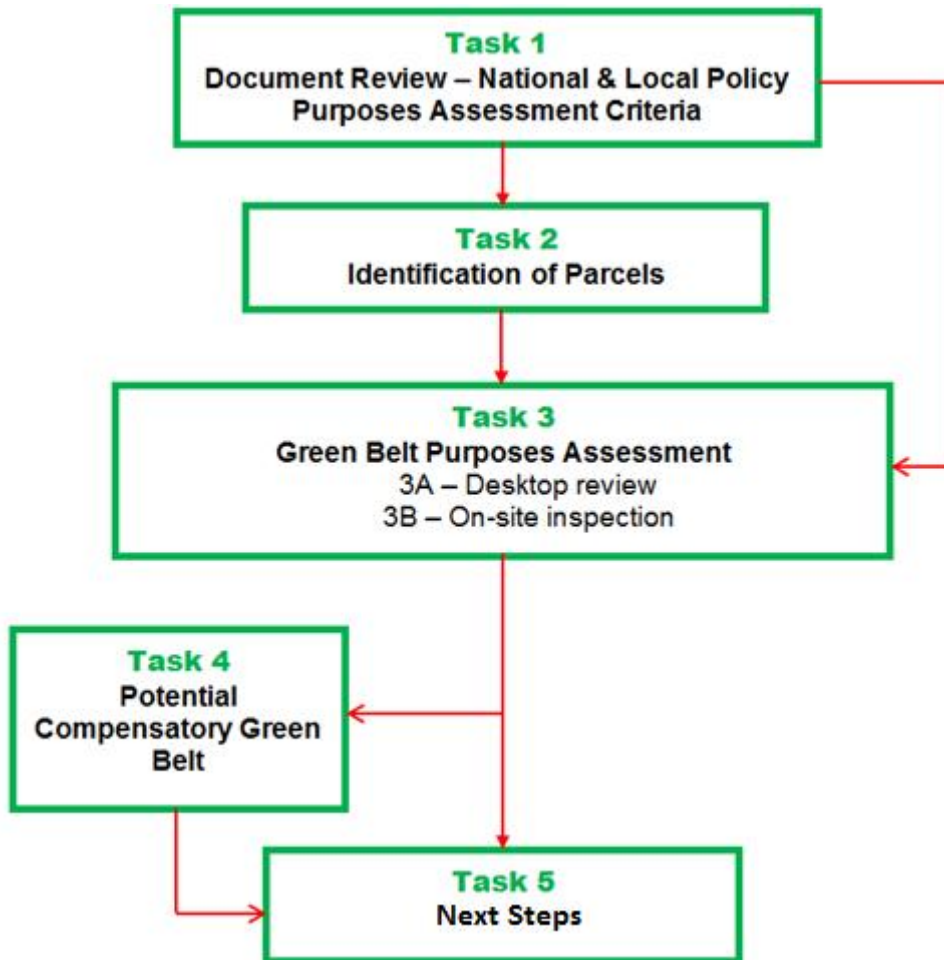 Task 1
Document Review – National & Local Policy
Purposes Assessment Criteria
Task 2
Identification of Parcels
Task 3
Green Belt Purposes Assessment
3A – Desktop review
3B – On-site inspection
Task 4
Potential
Compensatory Green
Belt
Task 5
Next Steps